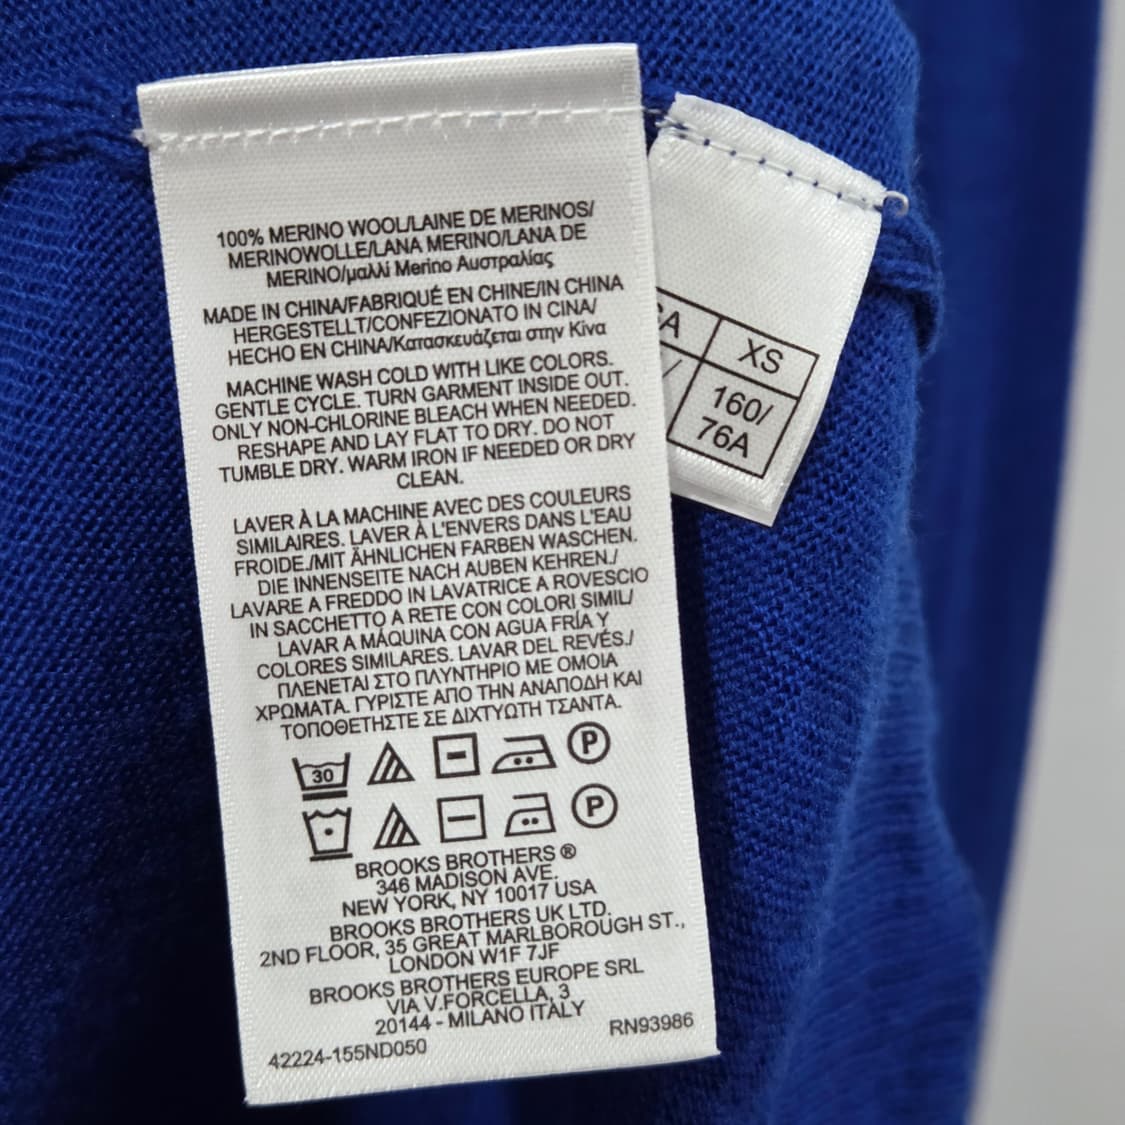 100% MERINO WOOL/LAINE DE MERINOS/
MERINOWOLLE/LANA MERINO/LANA DE
MERINO/μαλλί Merino Αυστραλίας
MADE IN CHINA/FABRIQUÉ EN CHINE/IN CHINA
HERGESTELLT/CONFEZIONATO IN CINA/
HECHO EN CHINA/Κατασκευάζεται στην Κίνα
MACHINE WASH COLD WITH LIKE COLORS.
GENTLE CYCLE. TURN GARMENT INSIDE OUT.
ONLY NON-CHLORINE BLEACH WHEN NEEDED.
RESHAPE AND LAY FLAT TO DRY. DO NOT
TUMBLE DRY. WARM IRON IF NEEDED OR DRY
CLEAN.
LAVER À LA MACHINE AVEC DES COULEURS
SIMILAIRES. LAVER À L'ENVERS DANS L'EAU
FROIDE./MIT ÄHNLICHEN FARBEN WASCHEN.
DIE INNENSEITE NACH AUBEN KEHREN./
LAVARE A FREDDO IN LAVATRICE A ROVESCIO
IN SACCHETTO A RETE CON COLORI SIMIL/
LAVAR A MÁQUINA CON AGUA FRÍA Y
COLORES SIMILARES. LAVAR DEL REVÉS./
ΠΛΕΝΕΤΑΙ ΣΤΟ ΠΛΥΝΤΗΡΙΟ ΜΕ ΟΜΟΙΑ
ΧΡΩΜΑΤΑ. ΓΥΡΙΣΤΕ ΑΠΟ ΤΗΝ ΑΝΑΠΟΔΗ ΚΑΙ
ΤΟΠΟΘΕΤΗΣΤΕ ΣΕ ΔΙΧΤΥΩΤΗ ΤΣΑΝΤΑ.
30 P
P
BROOKS BROTHERS ®
346 MADISON AVE.
NEW YORK, NY 10017 USA
BROOKS BROTHERS UK LTD.
2ND FLOOR, 35 GREAT MARLBOROUGH ST.,
LONDON W1F 7JF
BROOKS BROTHERS EUROPE SRL
VIA V.FORCELLA, 3
20144 - MILANO ITALY
RN93986
42224-155ND050
XS
160/
76A